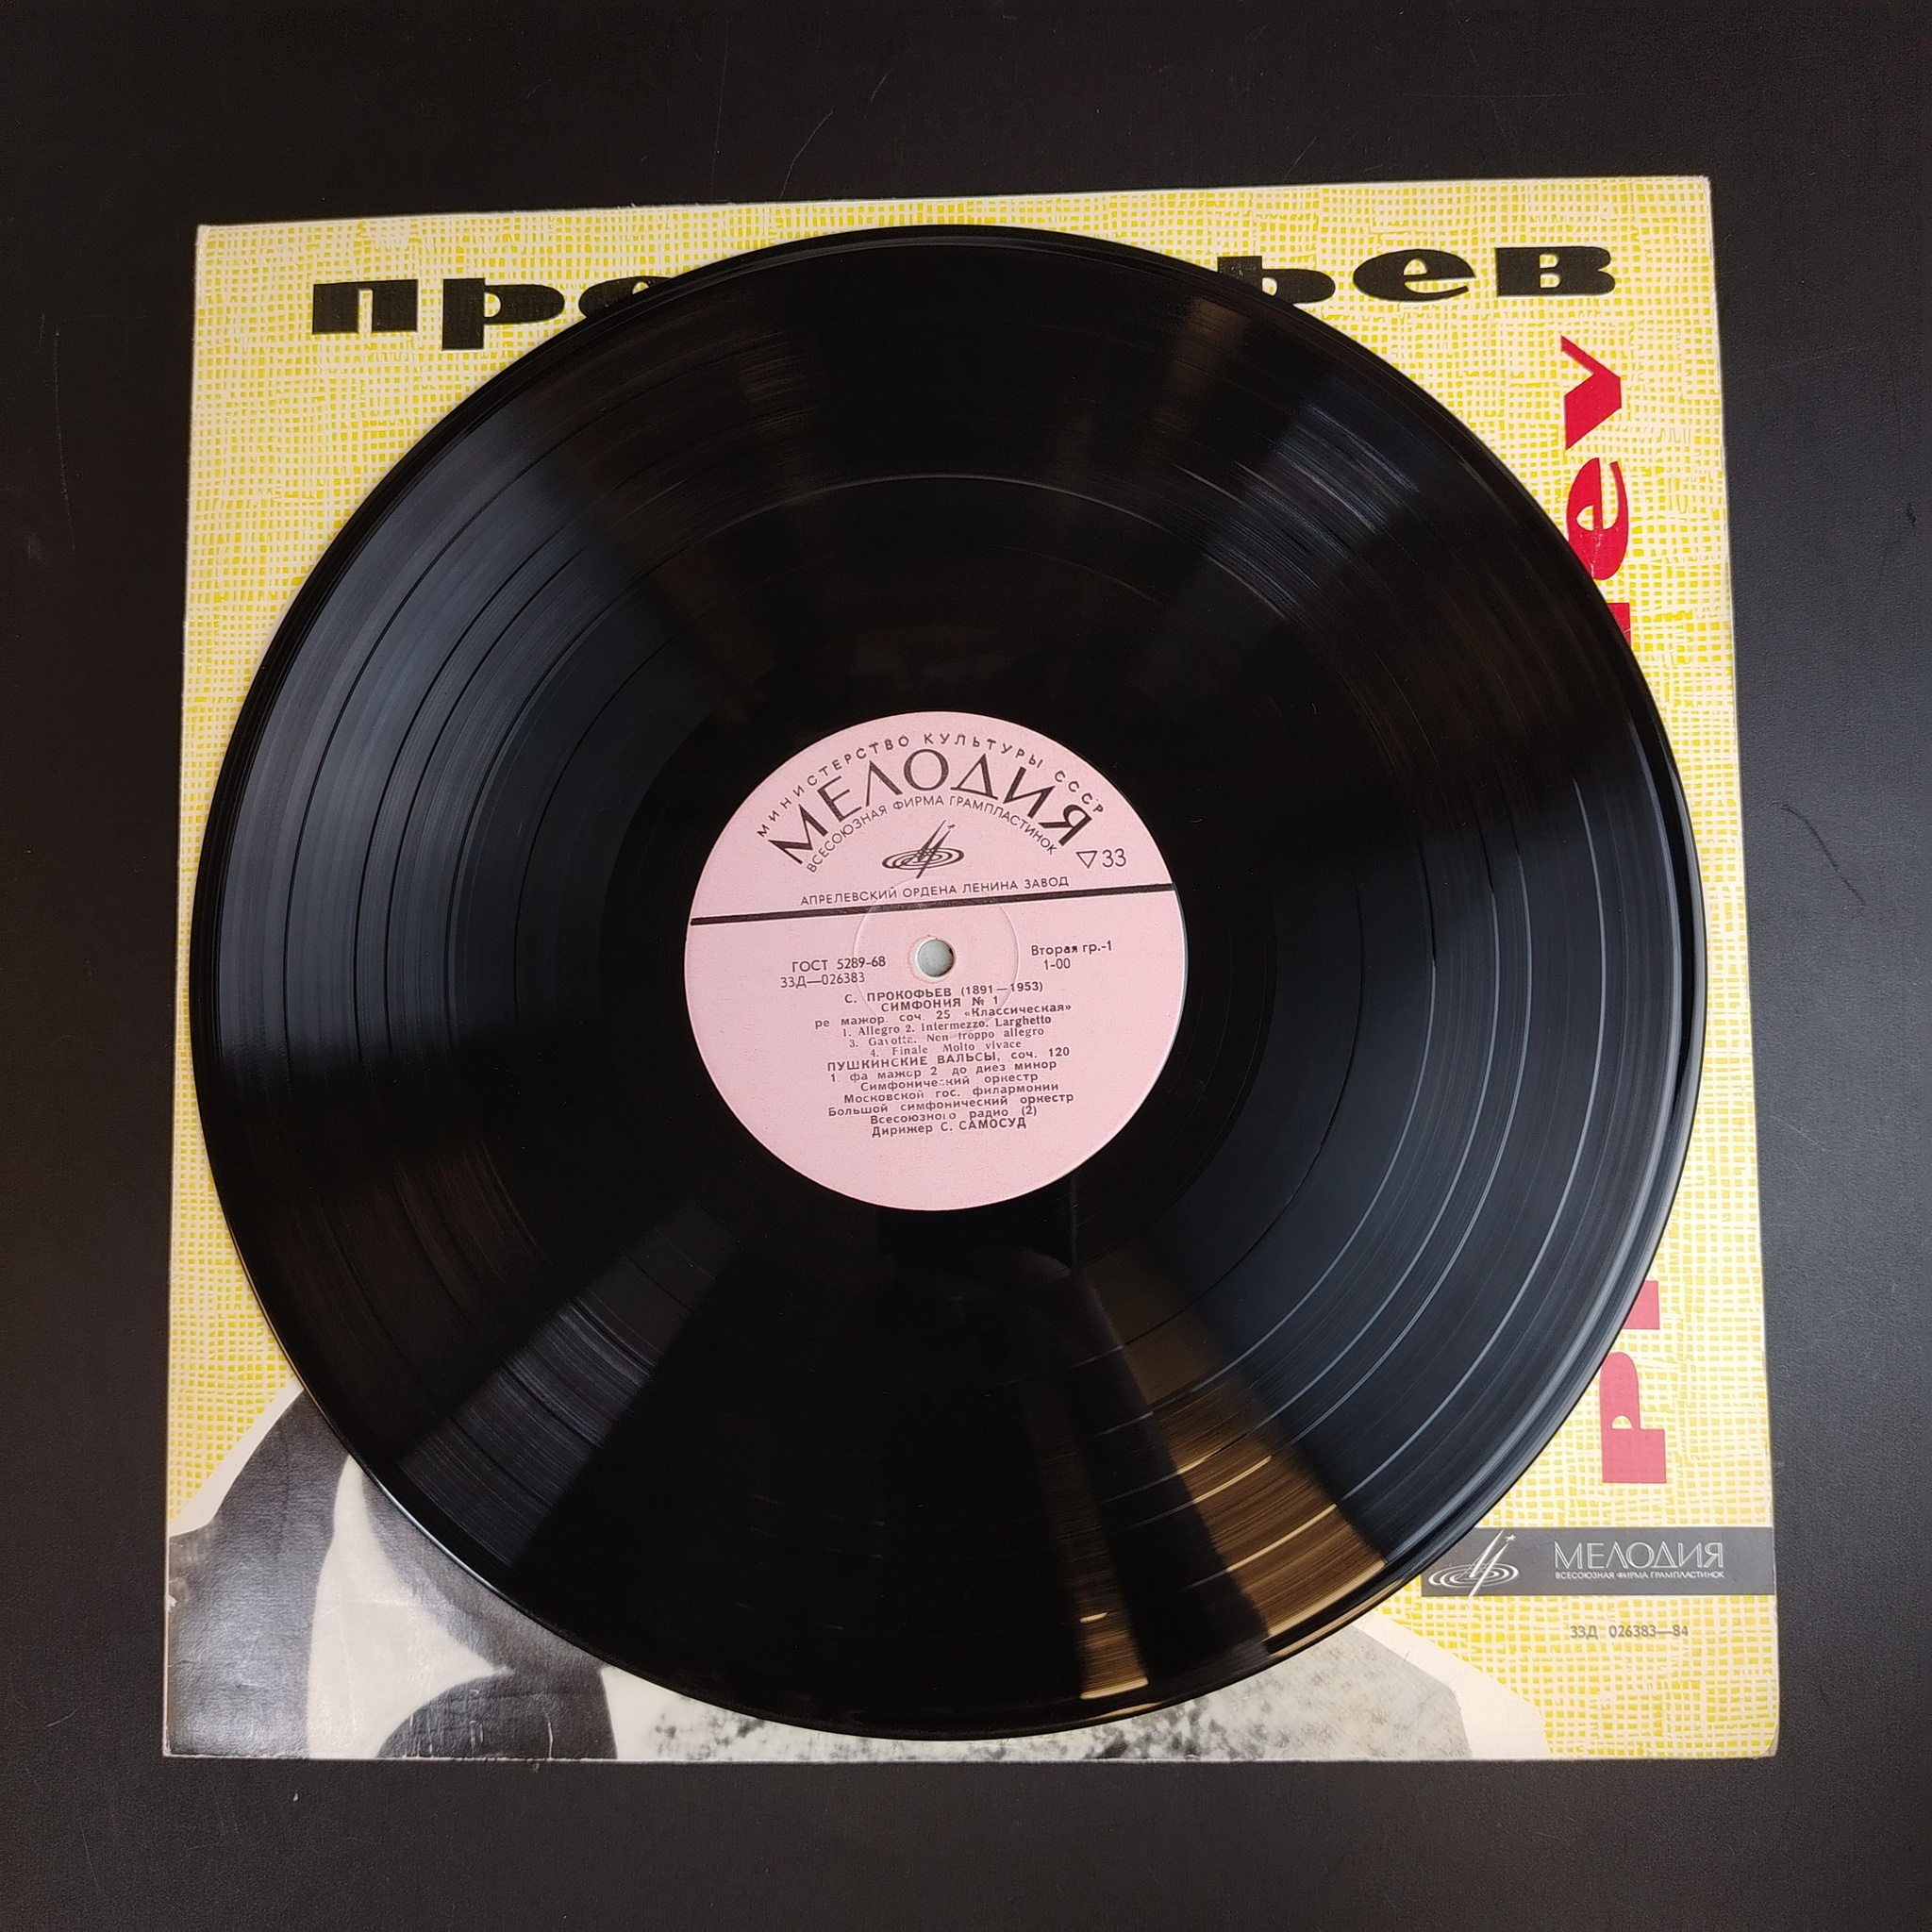 про ьев
ev
МИНИСТЕРСТВО КУЛЬТУРЫ СССР
МЕЛОДИЯ
ВСЕСОЮЗНАЯ ФИРМА ГРАМПЛАСТИНОК
▽33
АПРЕЛЕВСКИЙ ОРДЕНА ЛЕНИНА ЗАВОД
ГОСТ 5289-68 Вторая гр.-1
33Д—026383 1-00
С. ПРОКОФЬЕВ (1891—1953)
СИМФОНИЯ № 1
ре мажор. соч. 25 «Классическая»
1. Allegro 2. Intermezzo. Larghetto
3. Gavotte. Non troppo allegro
4. Finale Molto vivace
ПУШКИНСКИЕ ВАЛЬСЫ, соч. 120
1. фа мажор 2 до диез минор
Симфонический оркестр
Московской гос. филармонии
Большой симфонический оркестр
Всесоюзного радио (2)
Дирижер С. САМОСУД
МЕЛОДИЯ
ВСЕСОЮЗНАЯ ФИРМА ГРАМПЛАСТИНОК
33Д 026383—84